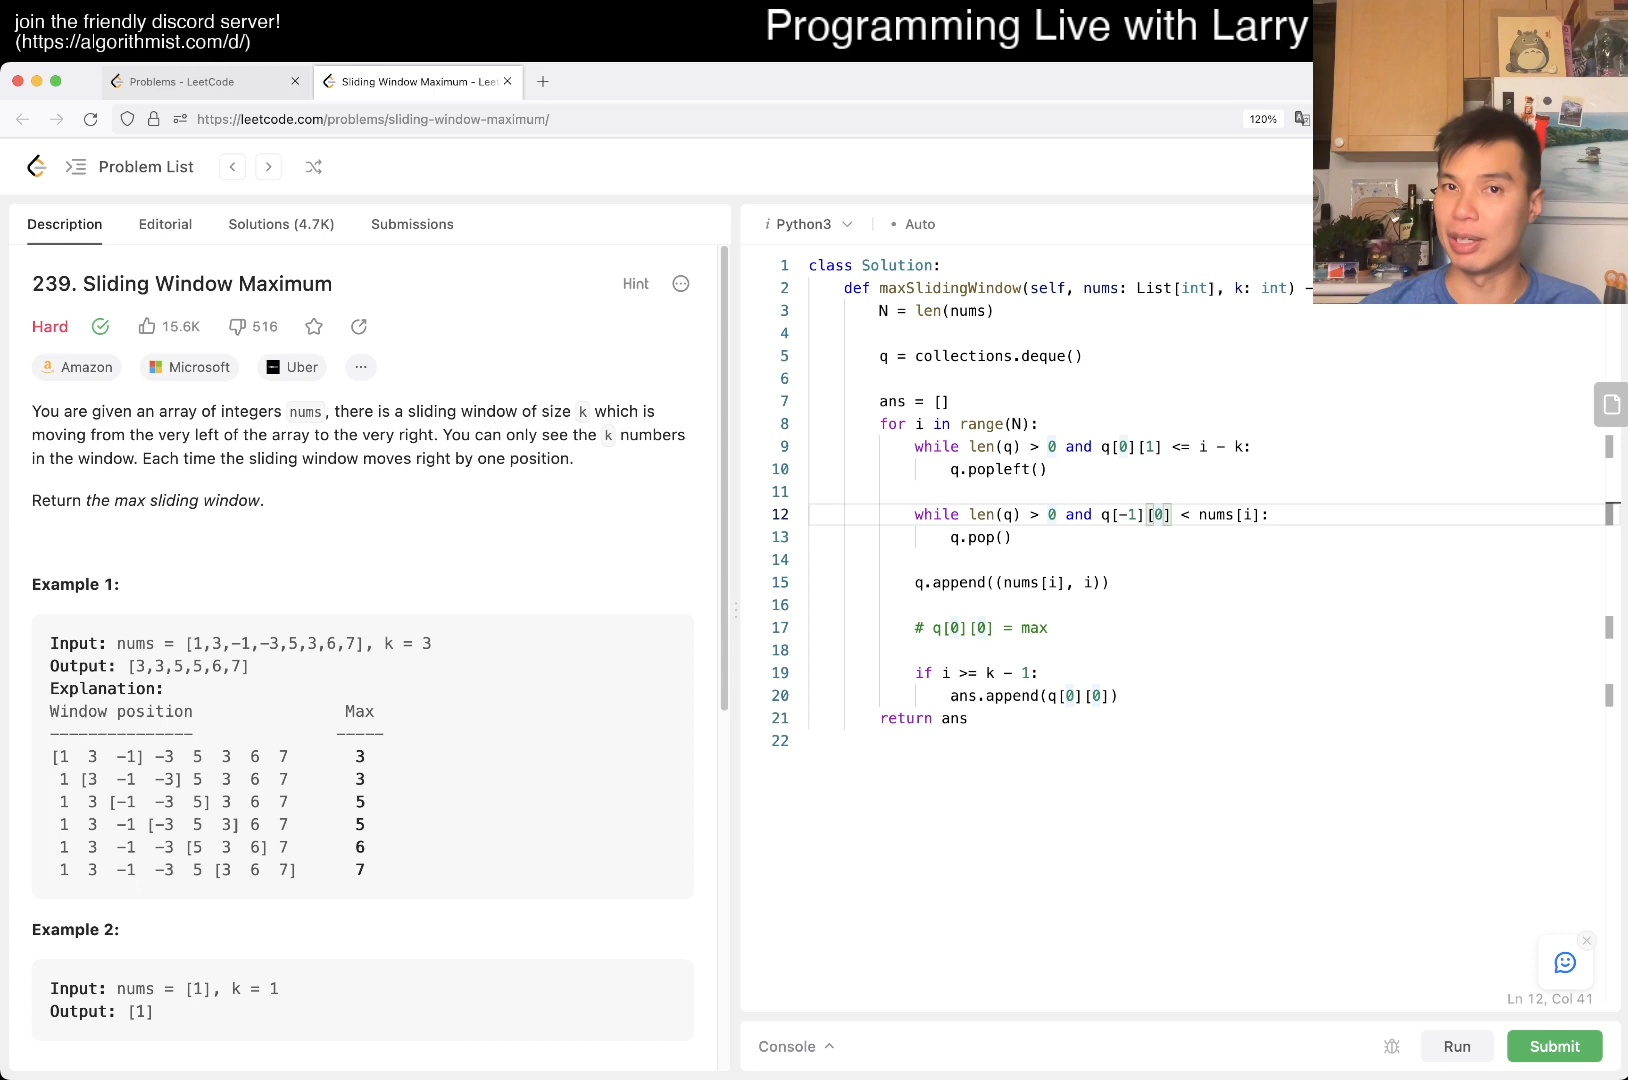 join the friendly discord server!
(https://algorithmist.com/d/)
Programming Live with Larry
Problems - LeetCode
Sliding Window Maximum - Leet
https://leetcode.com/problems/sliding-window-maximum/
120%
Problem List
Description
Editorial
Solutions (4.7K)
Submissions
239. Sliding Window Maximum
Hint
Hard
15.6K
516
Amazon
Microsoft
Uber
You are given an array of integers nums, there is a sliding window of size k which is
moving from the very left of the array to the very right. You can only see the k numbers
in the window. Each time the sliding window moves right by one position.
Return the max sliding window.
Example 1:
Input: nums = [1,3,-1,-3,5,3,6,7], k = 3
Output: [3,3,5,5,6,7]
Explanation:
Window position Max
--------------- -----
[1 3 -1] -3 5 3 6 7 3
1 [3 -1 -3] 5 3 6 7 3
1 3 [-1 -3 5] 3 6 7 5
1 3 -1 [-3 5 3] 6 7 5
1 3 -1 -3 [5 3 6] 7 6
1 3 -1 -3 5 [3 6 7] 7
Example 2:
Input: nums = [1], k = 1
Output: [1]
i Python3
• Auto
1 class Solution:
2 def maxSlidingWindow(self, nums: List[int], k: int) -
3 N = len(nums)
4
5 q = collections.deque()
6
7 ans = []
8 for i in range(N):
9 while len(q) > 0 and q[0][1] <= i - k:
10 q.popleft()
11
12 while len(q) > 0 and q[-1][0] < nums[i]:
13 q.pop()
14
15 q.append((nums[i], i))
16
17 # q[0][0] = max
18
19 if i >= k - 1:
20 ans.append(q[0][0])
21 return ans
22
Ln 12, Col 41
Console
Run
Submit